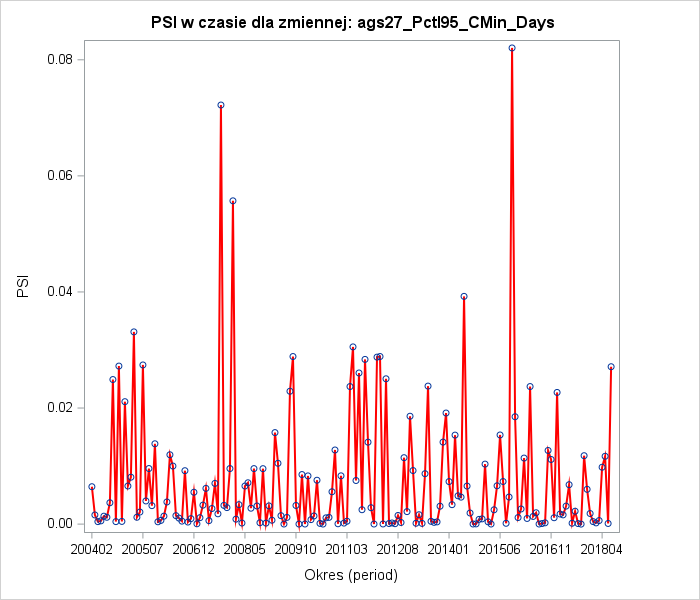 PSI w czasie dla zmiennej: ags27_Pctl95_CMin_Days
0.08
0.06
0.04
0.02
0.00
PSI
200402 200507 200612 200805 200910 201103 201208 201401 201506 201611 201804
Okres (period)